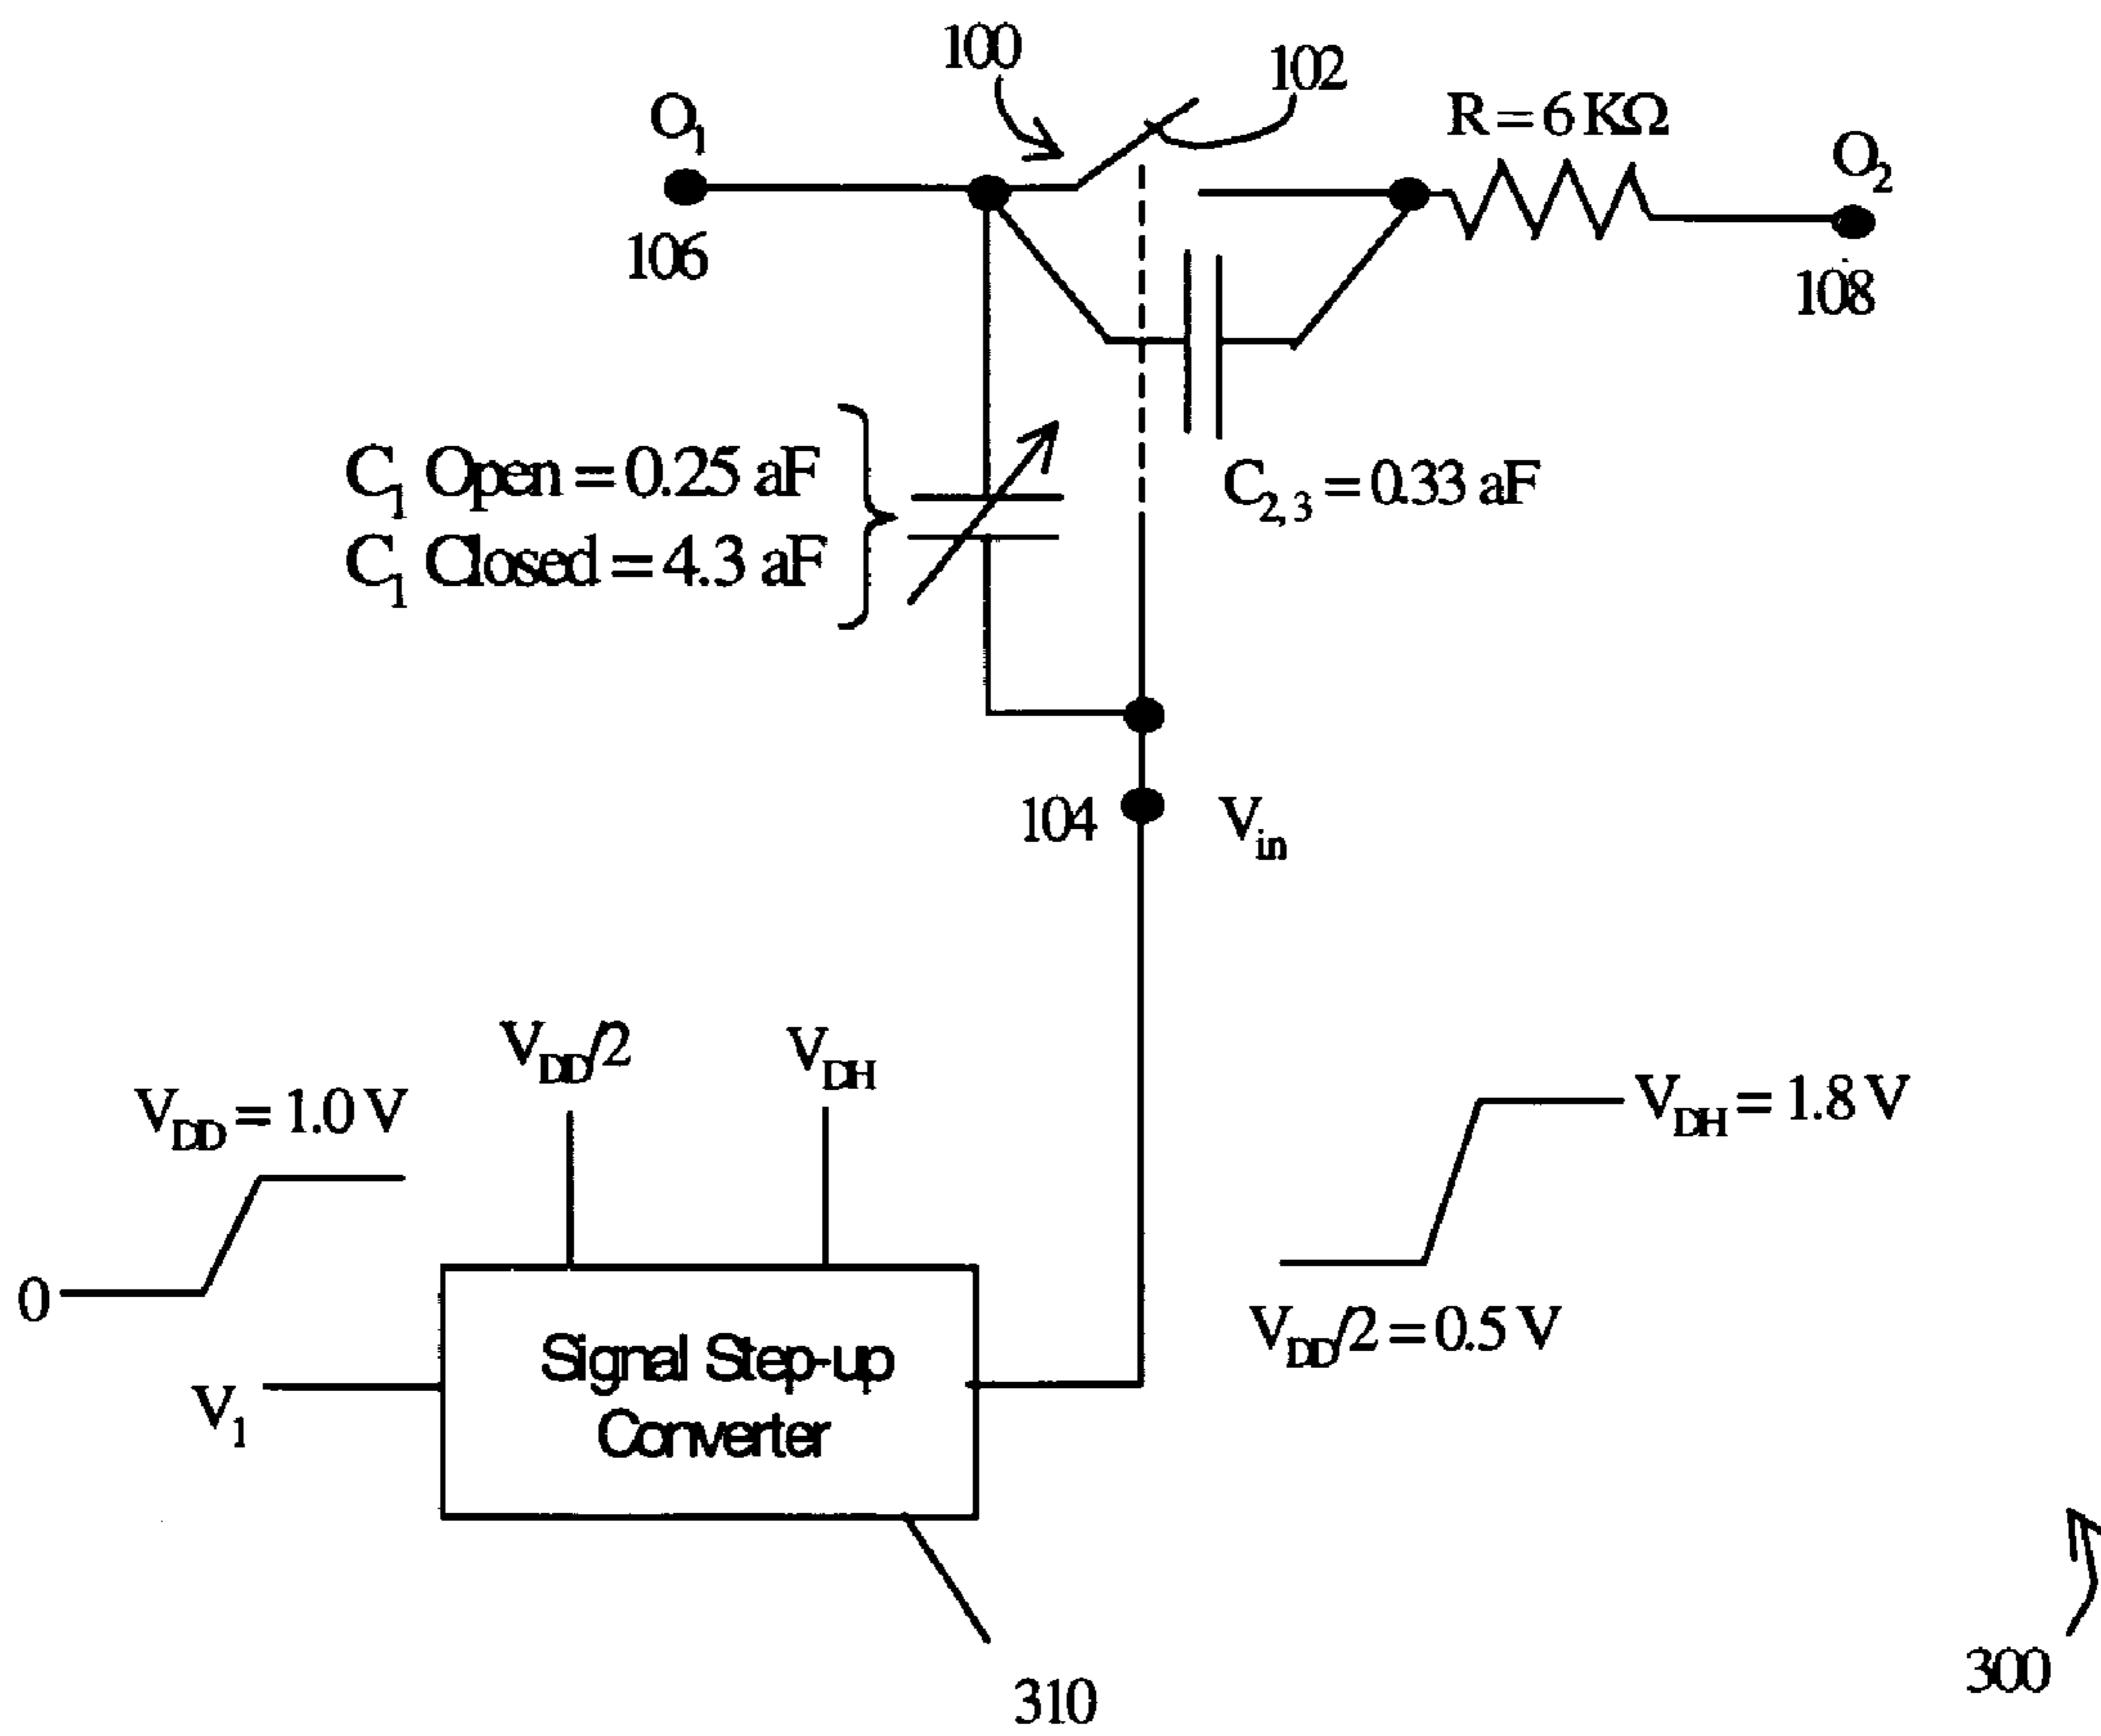 100
102
O1
R = 6 KΩ
O2
106
108
C1 Open = 0.25 aF
C1 Closed = 4.3 aF
C2, 3 = 0.33 aF
104
Vin
VDD/2
VDH
VDD = 1.0 V
VDH = 1.8 V
0
VDD/2 = 0.5 V
Signal Step-up
Converter
V1
310
300